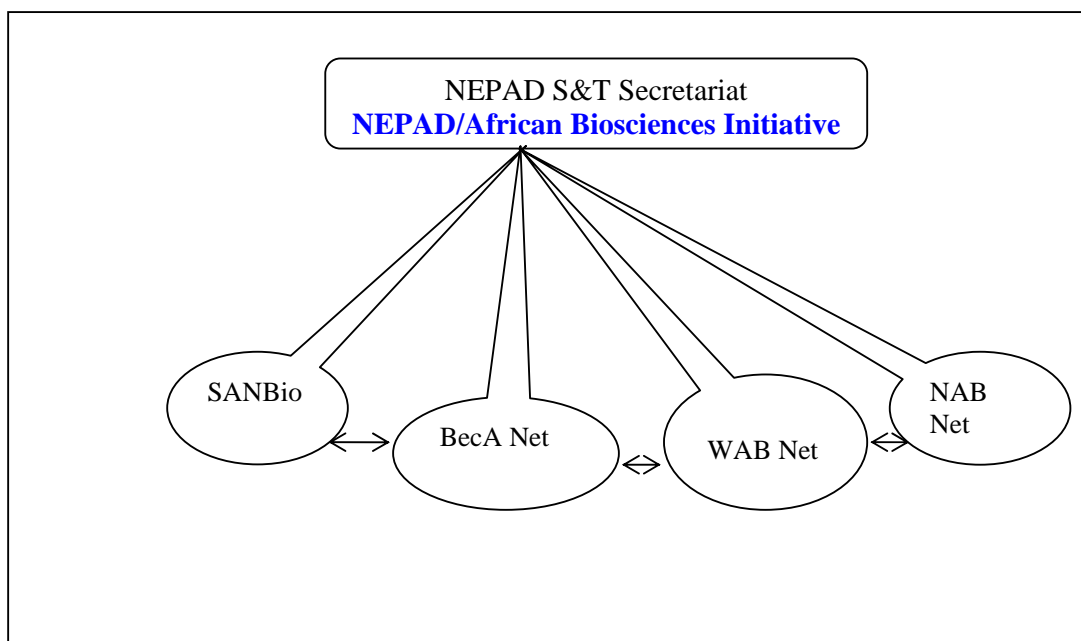 NEPAD S&T Secretariat
NEPAD/African Biosciences Initiative
SANBio
BecA Net
WAB Net
NAB
Net